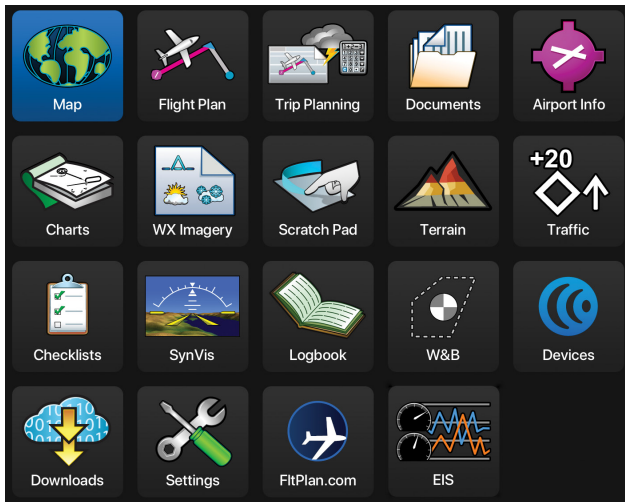 Map
Flight Plan
Trip Planning
Documents
Airport Info
+20
Charts
WX Imagery
Scratch Pad
Terrain
Traffic
Checklists
SynVis
Logbook
W&B
Devices
Downloads
Settings
FltPlan.com
EIS